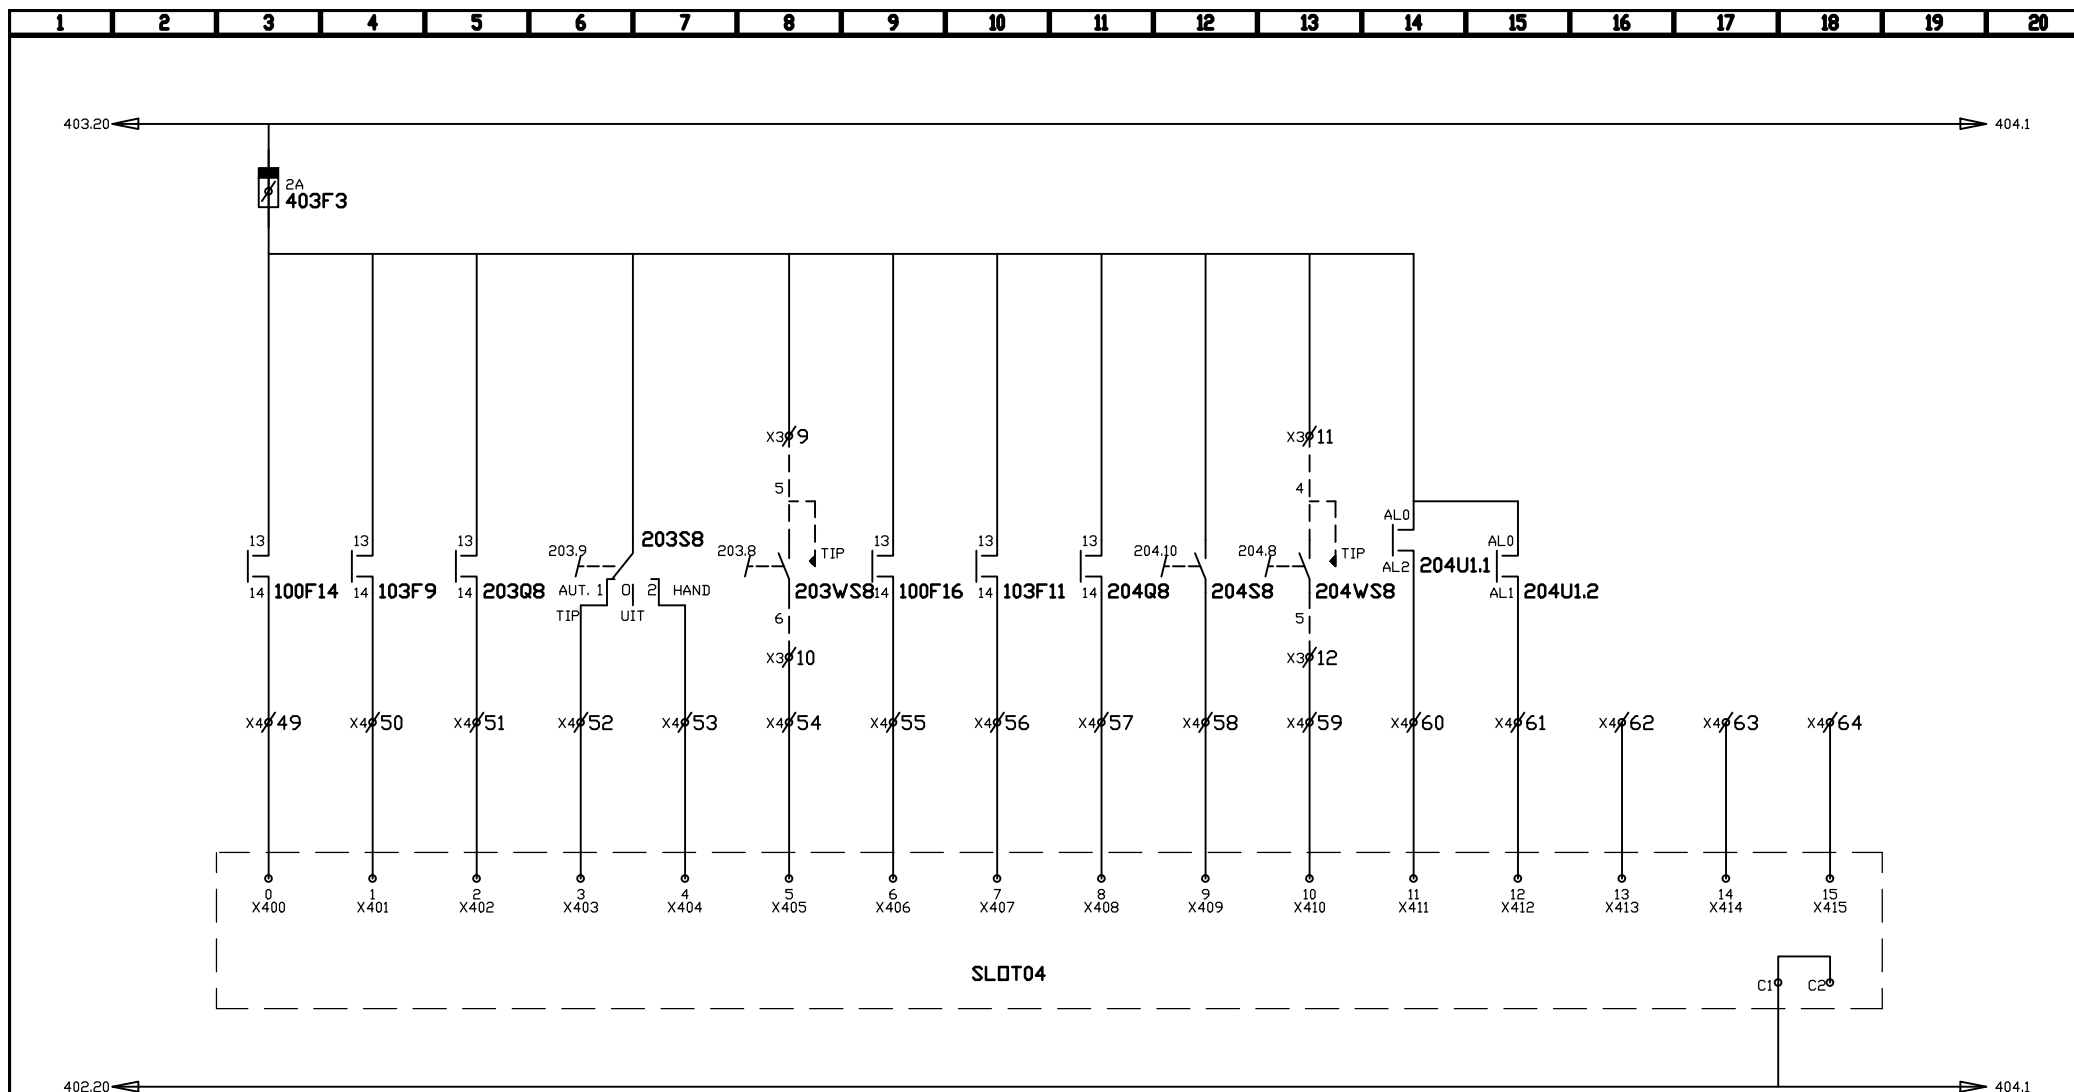 1 2 3 4 5 6 7 8 9 10 11 12 13 14 15 16 17 18 19 20
403.20 404.1
2A
403F3
X3 9 X3 11
5 4
AL0
13 13 13 203S8 13 13 13 AL0
203.9 203.8 TIP 204.10 204.8 TIP
AL2 204U1.1
14 100F14 14 103F9 14 203Q8 AUT. 1 0 2 HAND 203WS8 14 100F16 14 103F11 14 204Q8 204S8 204WS8 AL1 204U1.2
TIP UIT
6 5
X3 10 X3 12
X4 49 X4 50 X4 51 X4 52 X4 53 X4 54 X4 55 X4 56 X4 57 X4 58 X4 59 X4 60 X4 61 X4 62 X4 63 X4 64
0 1 2 3 4 5 6 7 8 9 10 11 12 13 14 15
X400 X401 X402 X403 X404 X405 X406 X407 X408 X409 X410 X411 X412 X413 X414 X415
SLOT04
C1 C2
402.20 404.1